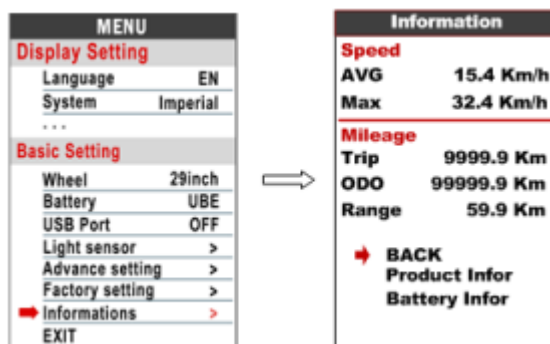 MENU
Display Setting
Language EN
System Imperial
...
Basic Setting
Wheel 29inch
Battery UBE
USB Port OFF
Light sensor >
Advance setting >
Factory setting >
Informations >
EXIT
Information
Speed
AVG 15.4 Km/h
Max 32.4 Km/h
Mileage
Trip 9999.9 Km
ODO 99999.9 Km
Range 59.9 Km
BACK
Product Infor
Battery Infor